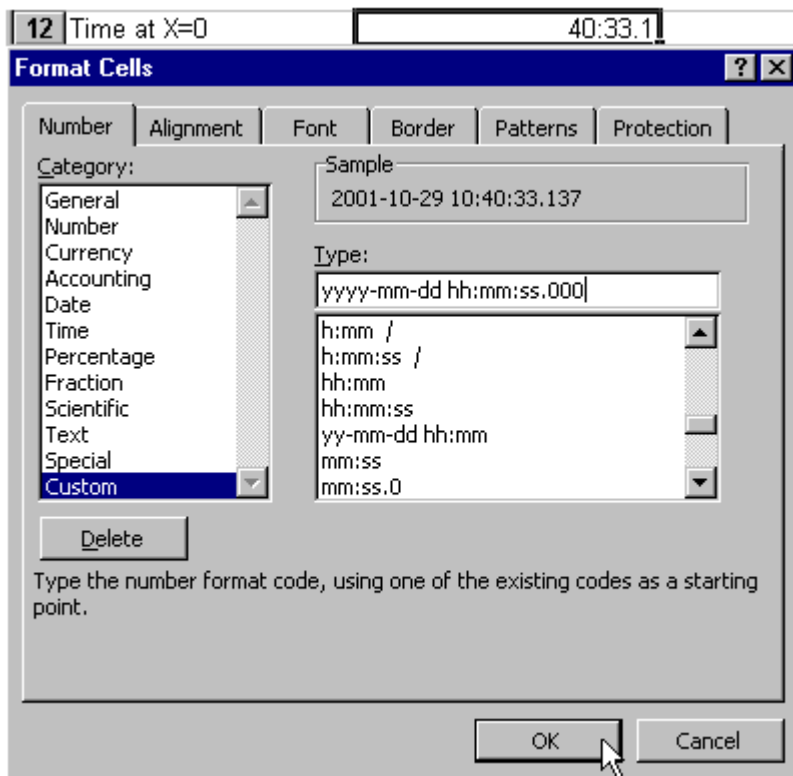 12 Time at X=0 40:33.1
Format Cells
Number Alignment Font Border Patterns Protection
Category:
General
Number
Currency
Accounting
Date
Time
Percentage
Fraction
Scientific
Text
Special
Custom
Sample
2001-10-29 10:40:33.137
Type:
yyyy-mm-dd hh:mm:ss.000
h:mm /
h:mm:ss /
hh:mm
hh:mm:ss
yy-mm-dd hh:mm
mm:ss
mm:ss.0
Delete
Type the number format code, using one of the existing codes as a starting
point.
OK Cancel